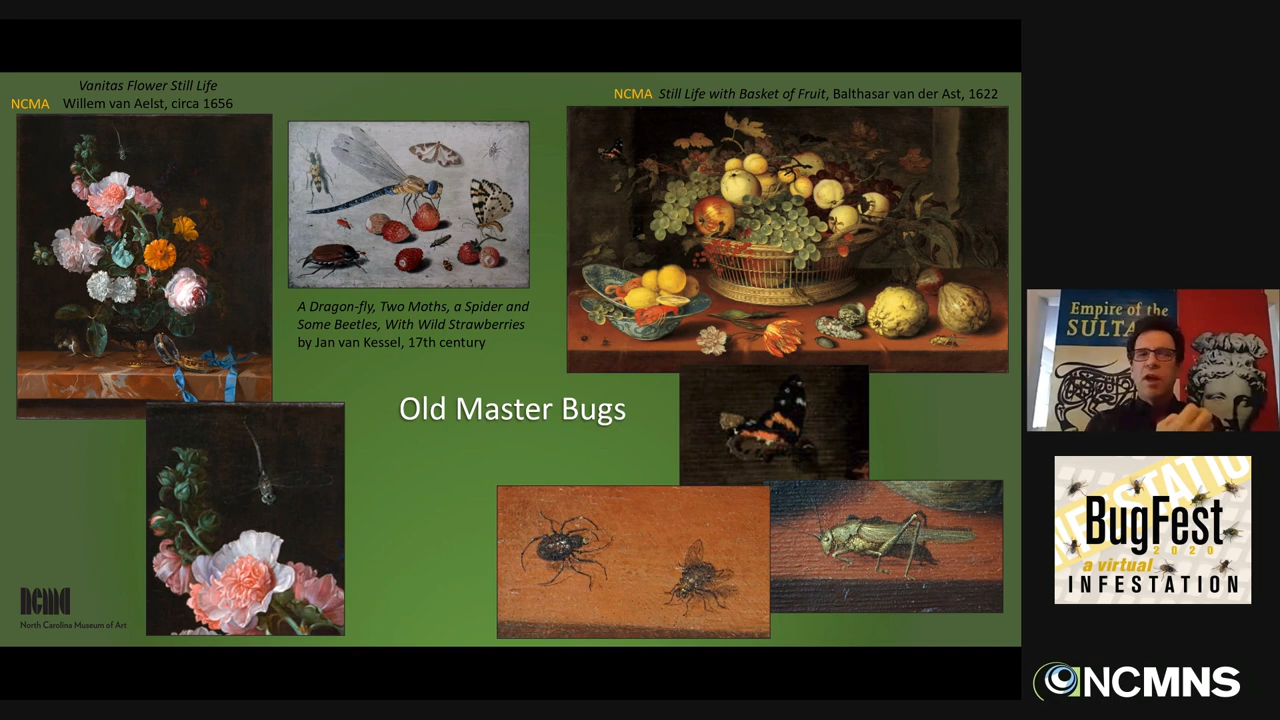 Vanitas Flower Still Life
NCMA Willem van Aelst, circa 1656
NCMA Still Life with Basket of Fruit, Balthasar van der Ast, 1622
A Dragon-fly, Two Moths, a Spider and
Some Beetles, With Wild Strawberries
by Jan van Kessel, 17th century
Old Master Bugs
ncma
North Carolina Museum of Art
Empire of the
SULTA
BugFest
2020
a virtual
INFESTATION
NCMNS